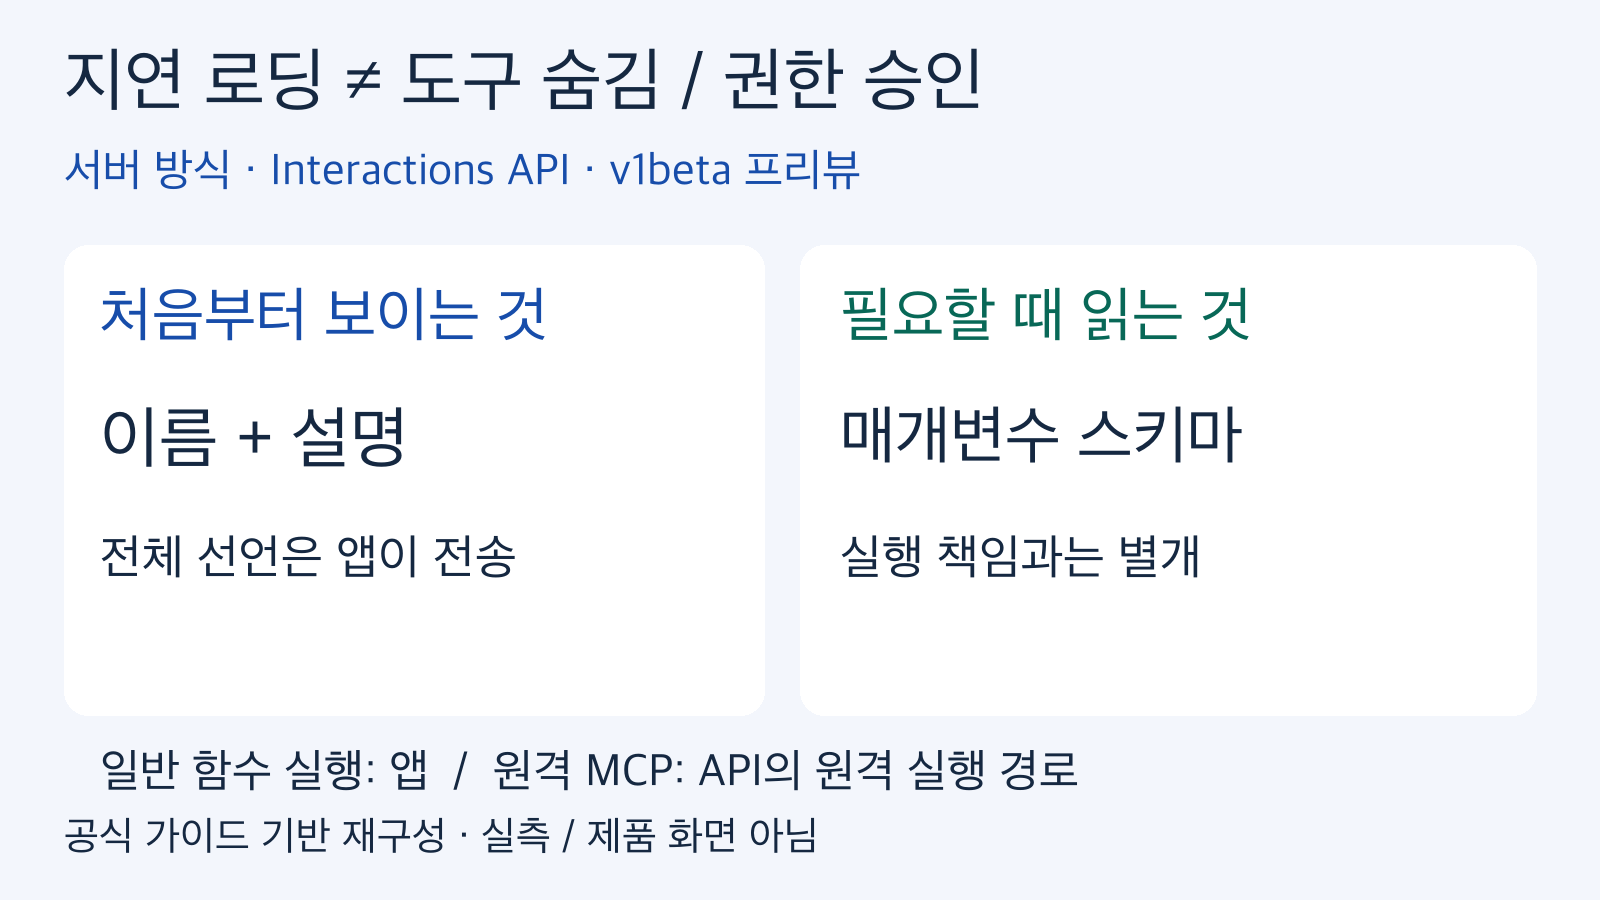 지연 로딩 ≠ 도구 숨김 / 권한 승인
서버 방식 · Interactions API · v1beta 프리뷰
처음부터 보이는 것
이름 + 설명
전체 선언은 앱이 전송
필요할 때 읽는 것
매개변수 스키마
실행 책임과는 별개
일반 함수 실행: 앱 / 원격 MCP: API의 원격 실행 경로
공식 가이드 기반 재구성 · 실측 / 제품 화면 아님